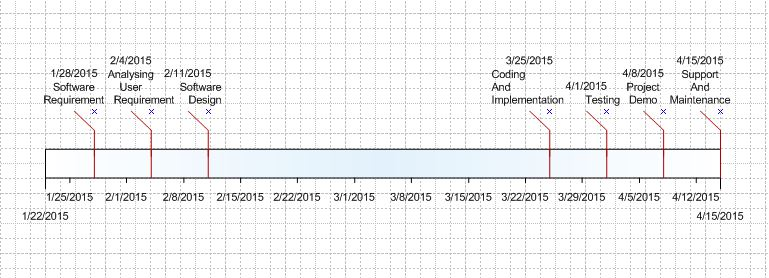 1/28/2015
Software
Requirement
2/4/2015
Analysing
User
Requirement
2/11/2015
Software
Design
3/25/2015
Coding
And
Implementation
4/1/2015
Testing
4/8/2015
Project
Demo
4/15/2015
Support
And
Maintenance
1/25/2015 2/1/2015 2/8/2015 2/15/2015 2/22/2015 3/1/2015 3/8/2015 3/15/2015 3/22/2015 3/29/2015 4/5/2015 4/12/2015
1/22/2015 4/15/2015